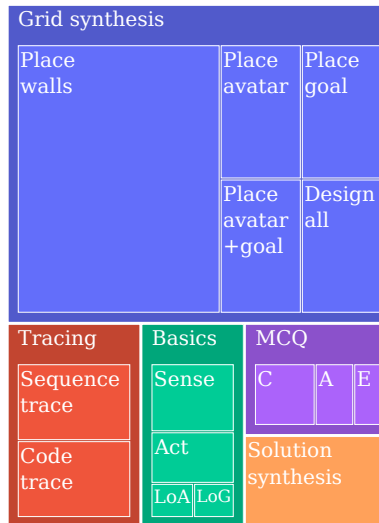 Grid synthesis
Place
walls
Place
avatar
Place
goal
Place
avatar
+goal
Design
all
Tracing
Sequence
trace
Code
trace
Basics
Sense
Act
LoA
LoG
MCQ
C
A
E
Solution
synthesis